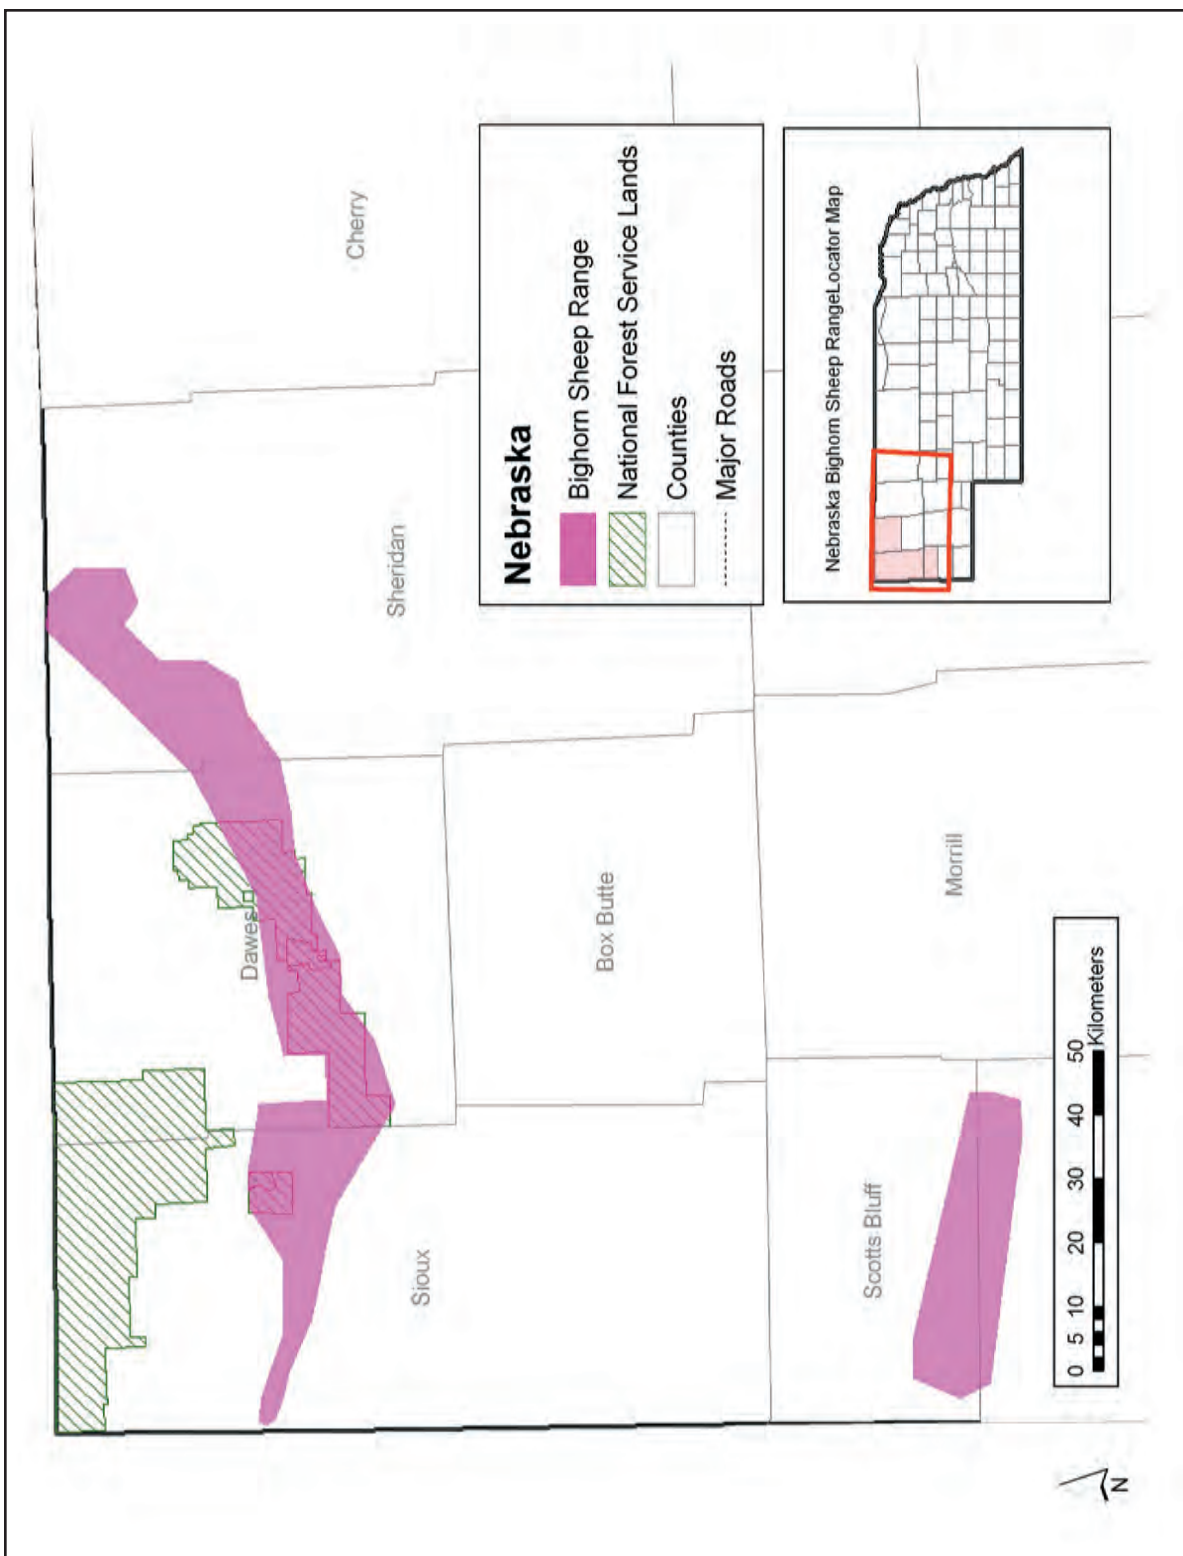 Cherry
Sheridan
Dawes
Box Butte
Sioux
Scotts Bluff
Morrill
Nebraska
Bighorn Sheep Range
National Forest Service Lands
Counties
Major Roads
Nebraska Bighorn Sheep RangeLocator Map
0 5 10 20 30 40 50
Kilometers
N